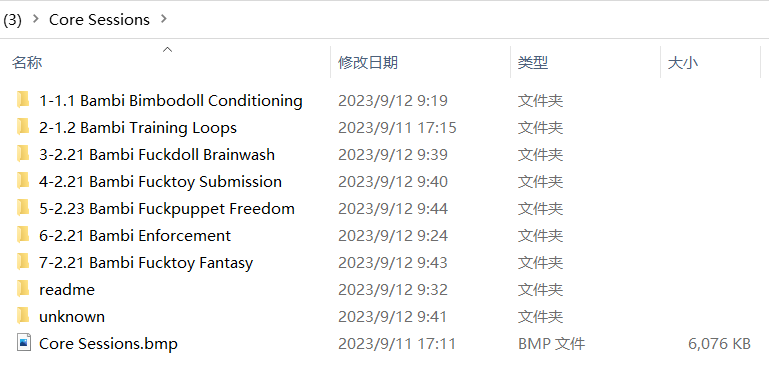 (3) > Core Sessions >
名称 修改日期 类型 大小
1-1.1 Bambi Bimbodoll Conditioning 2023/9/12 9:19 文件夹
2-1.2 Bambi Training Loops 2023/9/11 17:15 文件夹
3-2.21 Bambi Fuckdoll Brainwash 2023/9/12 9:39 文件夹
4-2.21 Bambi Fucktoy Submission 2023/9/12 9:40 文件夹
5-2.23 Bambi Fuckpuppet Freedom 2023/9/12 9:44 文件夹
6-2.21 Bambi Enforcement 2023/9/12 9:24 文件夹
7-2.21 Bambi Fucktoy Fantasy 2023/9/12 9:43 文件夹
readme 2023/9/12 9:32 文件夹
unknown 2023/9/12 9:41 文件夹
Core Sessions.bmp 2023/9/11 17:11 BMP 文件 6,076 KB